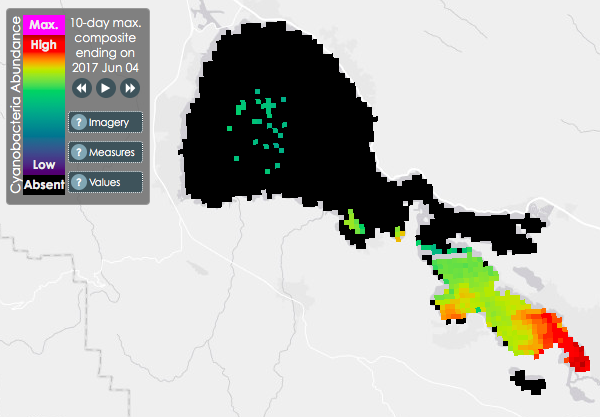 Cyanobacteria Abundance
Max.
High
Low
Absent
10-day max.
composite
ending on
2017 Jun 04
? Imagery
? Measures
? Values